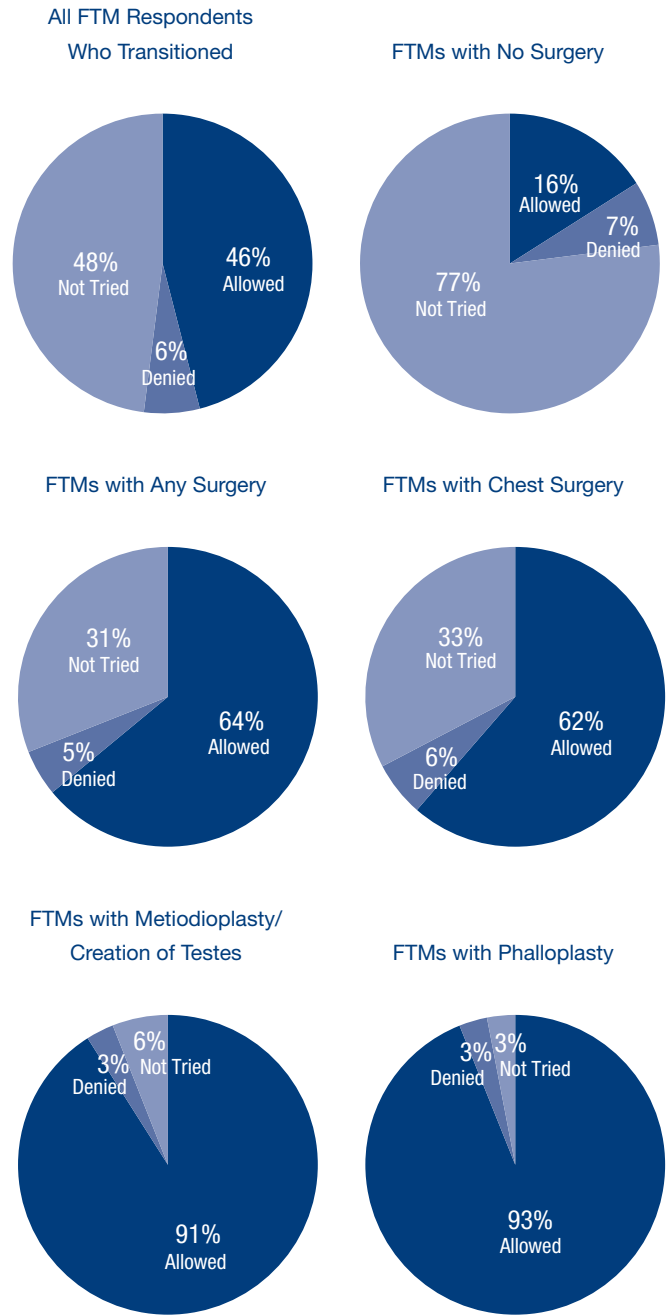 All FTM Respondents
Who Transitioned
48%
Not Tried
46%
Allowed
6%
Denied
FTMs with No Surgery
16%
Allowed
7%
Denied
77%
Not Tried
FTMs with Any Surgery
31%
Not Tried
64%
Allowed
5%
Denied
FTMs with Chest Surgery
33%
Not Tried
62%
Allowed
6%
Denied
FTMs with Metiodioplasty/
Creation of Testes
6%
Not Tried
3%
Denied
91%
Allowed
FTMs with Phalloplasty
3%
Denied
3%
Not Tried
93%
Allowed